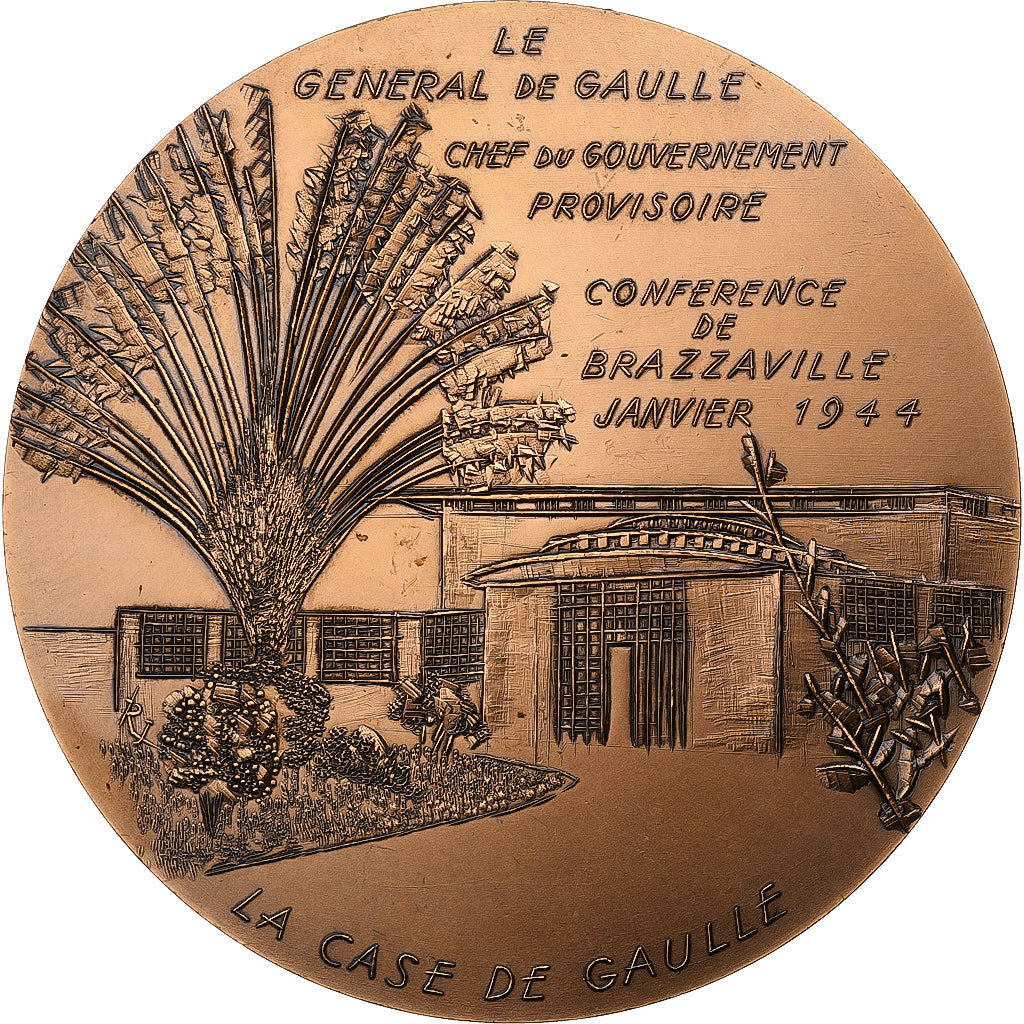 LE
GENERAL DE GAULLE
CHEF DU GOUVERNEMENT
PROVISOIRE
CONFERENCE
DE
BRAZZAVILLE
JANVIER 1944
LA CASE DE GAULLE